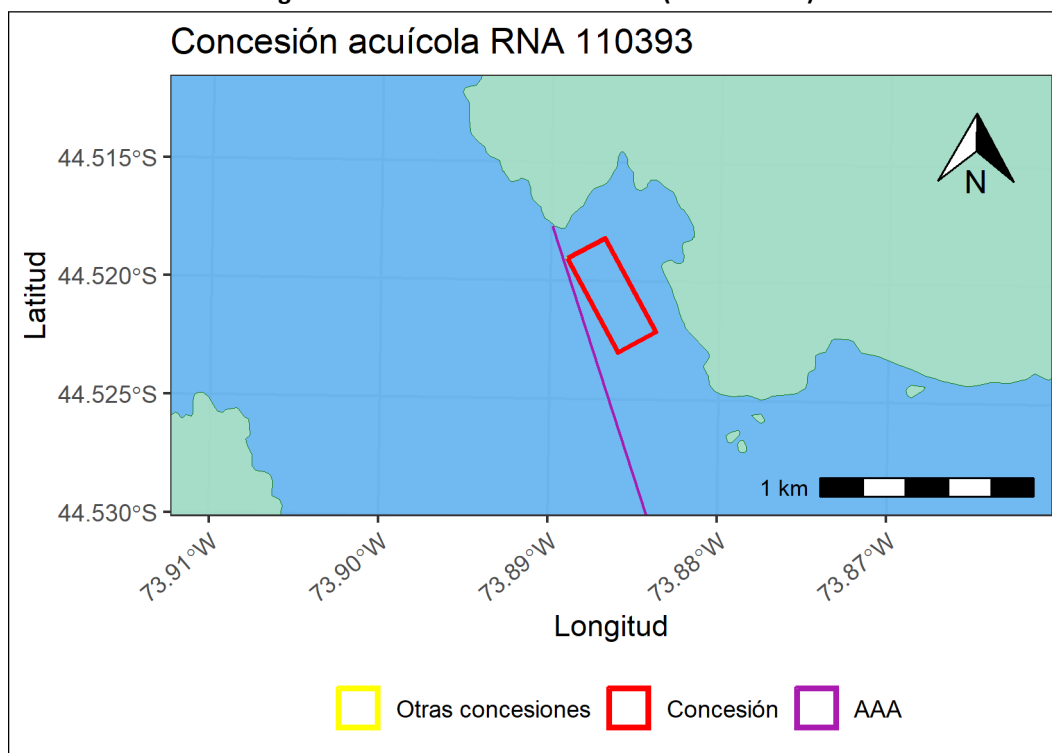 Concesión acuícola RNA 110393
44.515°S
44.520°S
44.525°S
44.530°S
Latitud
N
1 km
73.91°W
73.90°W
73.89°W
73.88°W
73.87°W
Longitud
Otras concesiones
Concesión
AAA